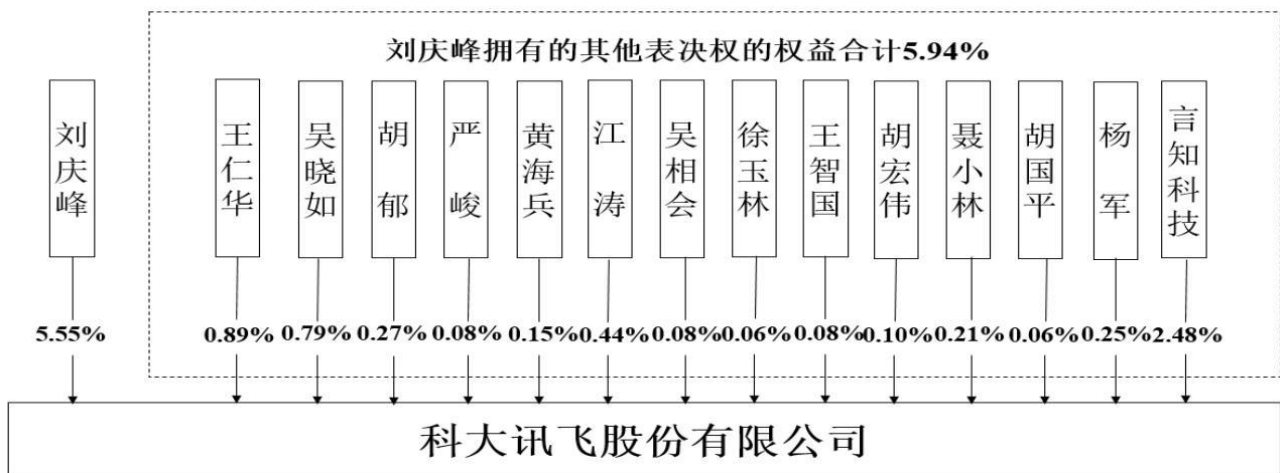 刘庆峰拥有的其他表决权的权益合计5.94%
刘庆峰
王仁华
吴晓如
胡郁
严峻
黄海兵
江涛
吴相会
徐玉林
王智国
胡宏伟
聂小林
胡国平
杨军
言知科技
5.55%
0.89%
0.79%
0.27%
0.08%
0.15%
0.44%
0.08%
0.06%
0.08%
0.10%
0.21%
0.06%
0.25%
2.48%
科大讯飞股份有限公司